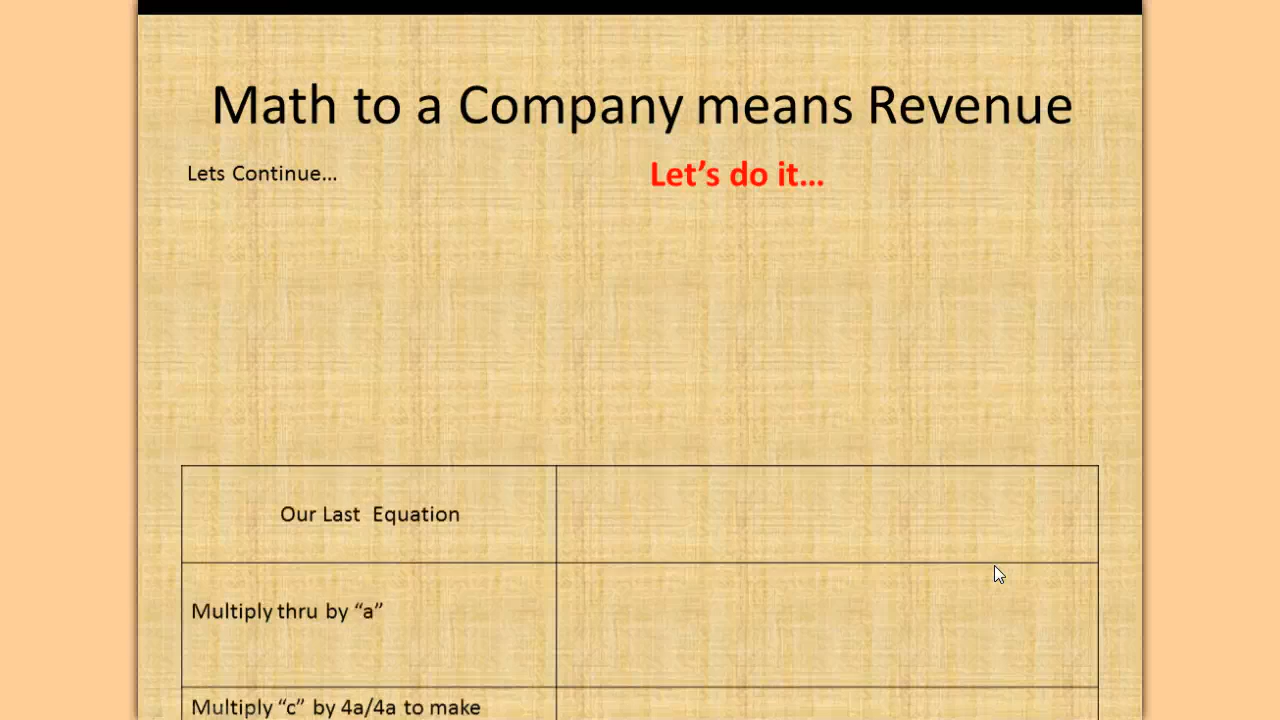 Math to a Company means Revenue
Lets Continue...
Let’s do it...
Our Last Equation
Multiply thru by “a”
Multiply “c” by 4a/4a to make